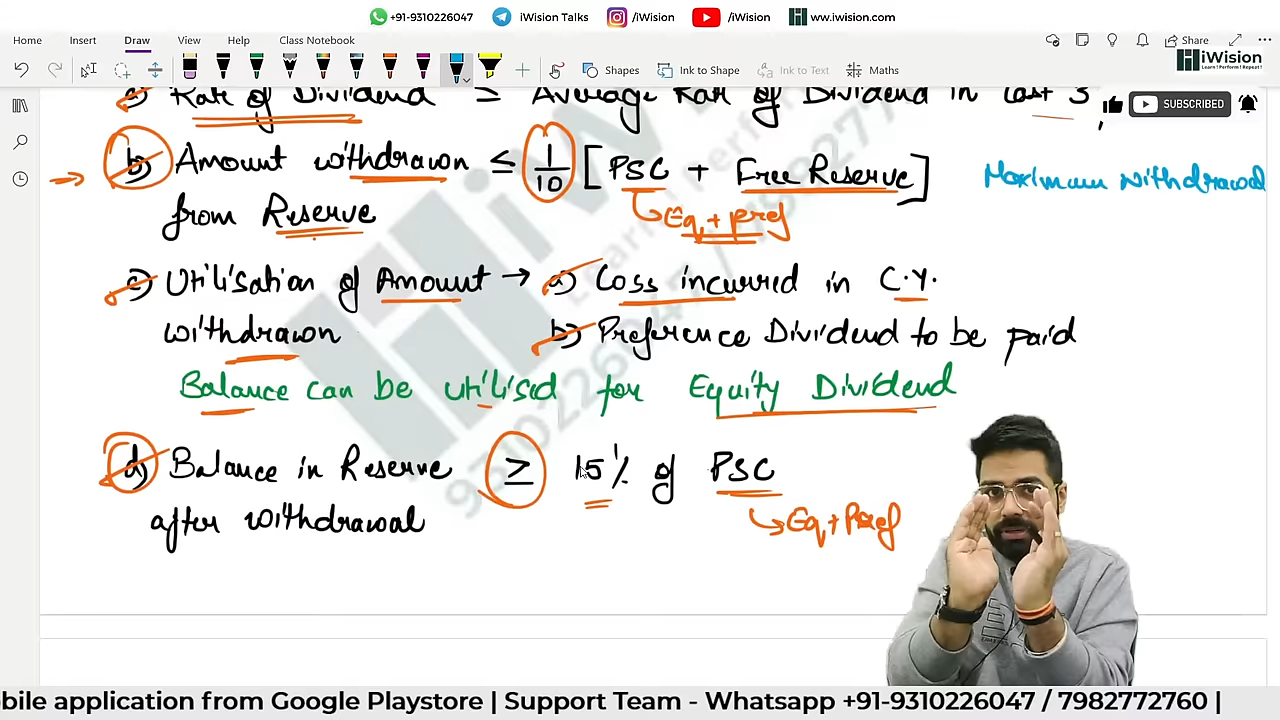 +91-9310226047 iWision Talks /iWision /iWision ww.iwision.com
Home Insert Draw View Help Class Notebook Share
Shapes Ink to Shape Ink to Text Maths
iWision
Learn ! Perform ! Repeat !
SUBSCRIBED
a) Rate of Dividend ≤ Average Rate of Dividend in last 3
b) Amount withdrawn ≤ 1/10 [PSC + Free Reserve] Maximum withdrawal
from Reserve Eq + pref
c) Utilisation of Amount → a) Loss incurred in C.Y.
withdrawn b) Preference Dividend to be paid
Balance can be utilised for Equity Dividend
d) Balance in Reserve ≥ 15% of PSC
after withdrawal Eq + Pref
bile application from Google Playstore | Support Team - Whatsapp +91-9310226047 / 7982772760 |